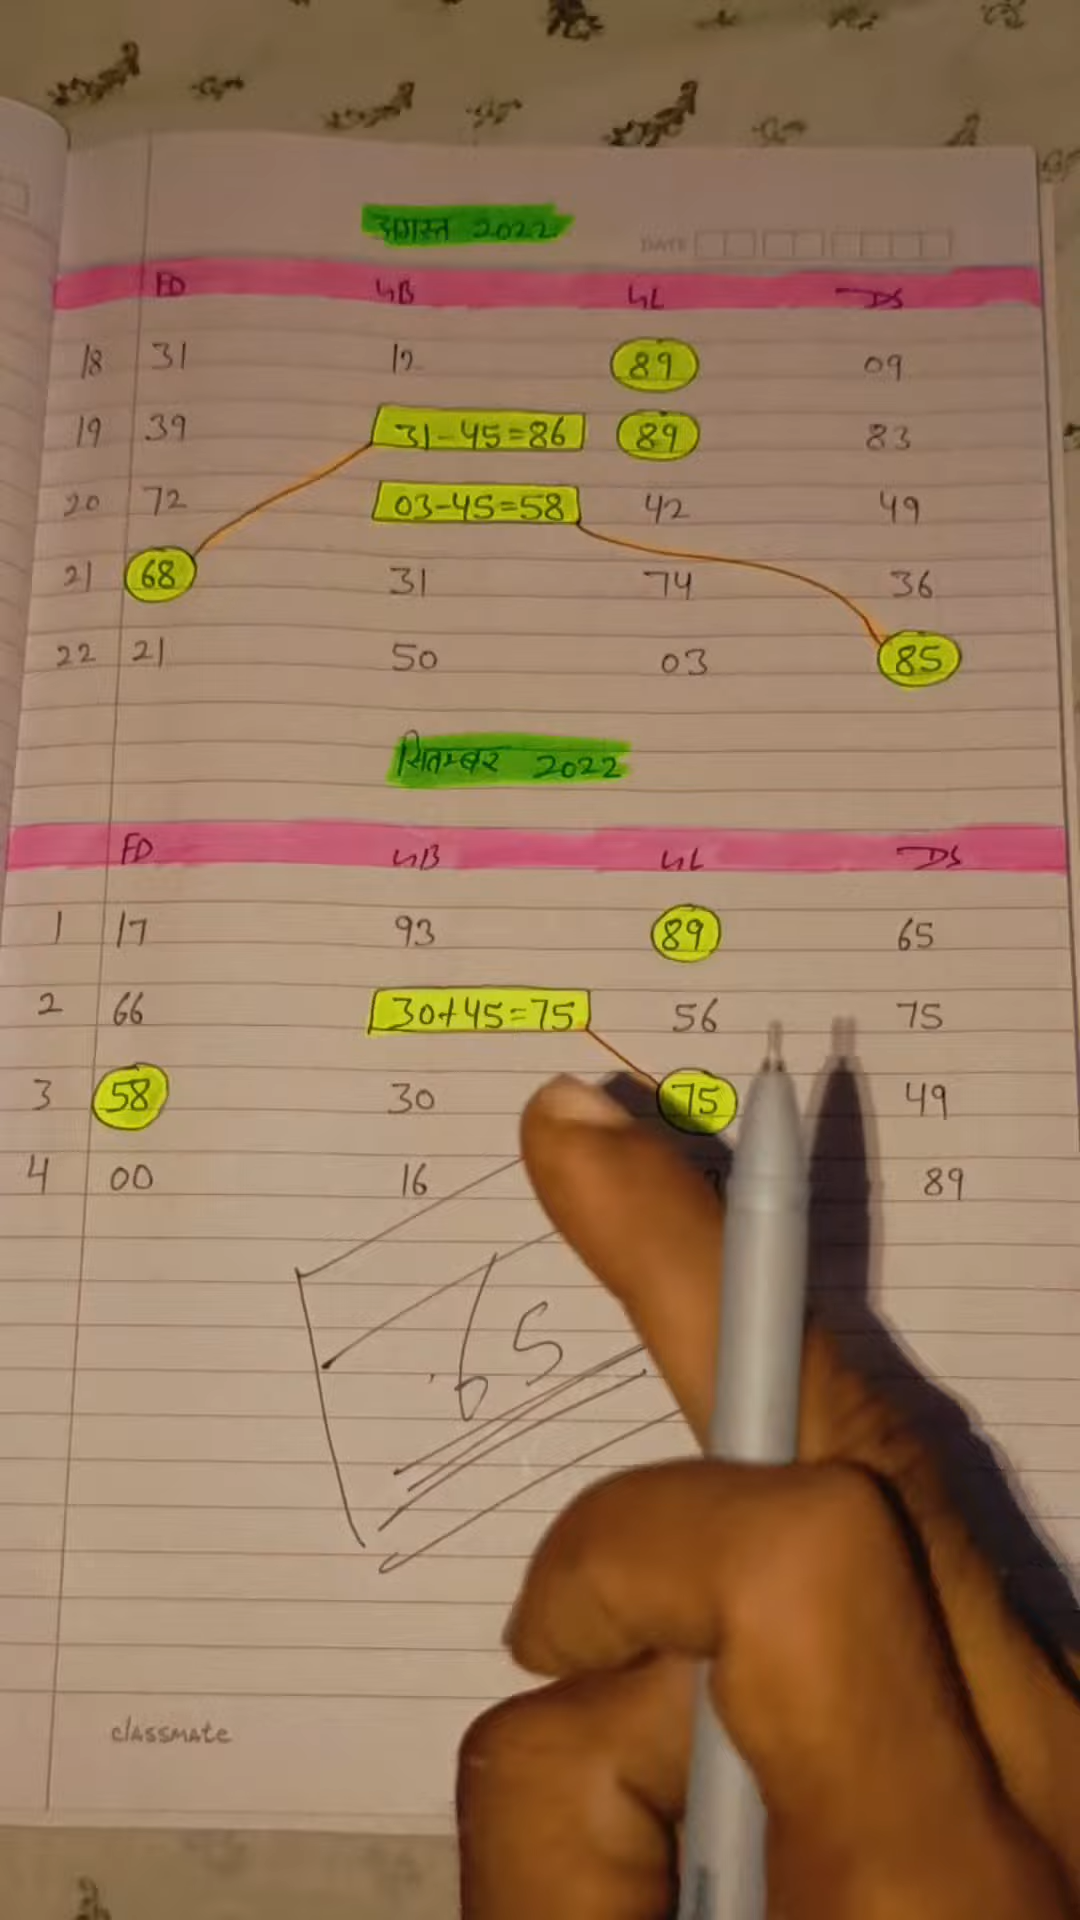 अगस्त 2022
DATE
FD GB GL DS
18 31 12 89 09
19 39 31-45=86 89 83
20 72 03-45=58 42 49
21 68 31 74 36
22 21 50 03 85
सितम्बर 2022
FD GB GL DS
1 17 93 89 65
2 66 30+45=75 56 75
3 58 30 75 49
4 00 16 89
65
classmate